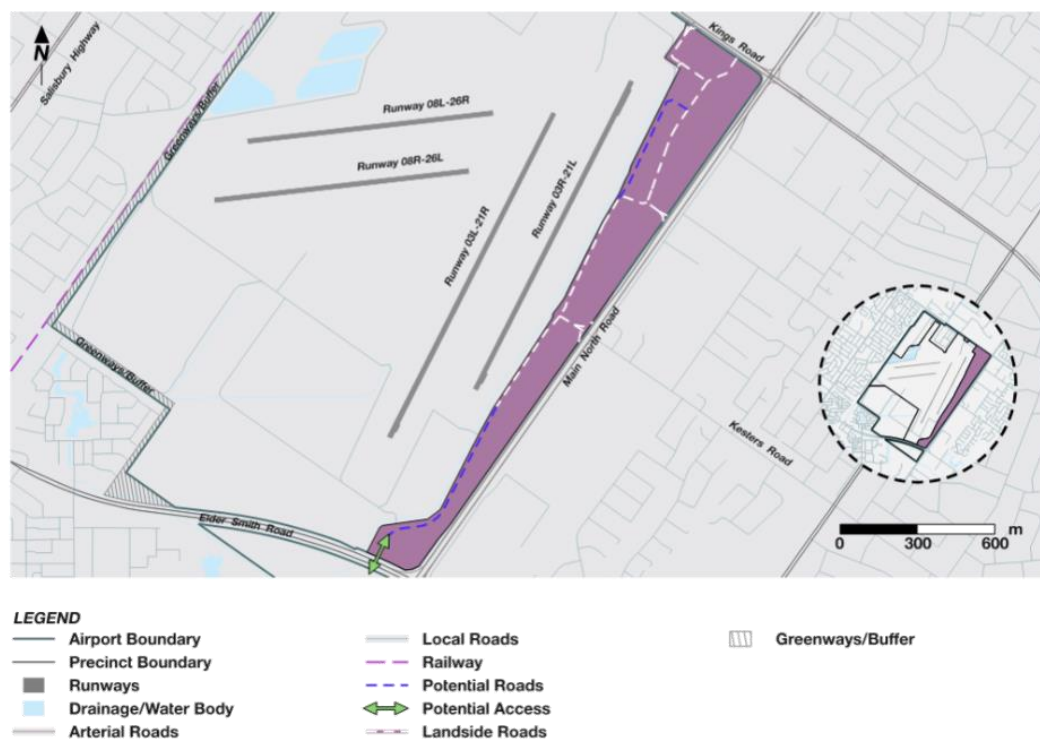 N
Salisbury Highway
Kings Road
Greenways/Buffer
Runway 08L-26R
Runway 08R-26L
Runway 03L-21R
Runway 03R-21L
Main North Road
Greenways/Buffer
Kesters Road
Elder Smith Road
m
0 300 600
LEGEND
Airport Boundary
Precinct Boundary
Runways
Drainage/Water Body
Arterial Roads
Local Roads
Railway
Potential Roads
Potential Access
Landside Roads
Greenways/Buffer